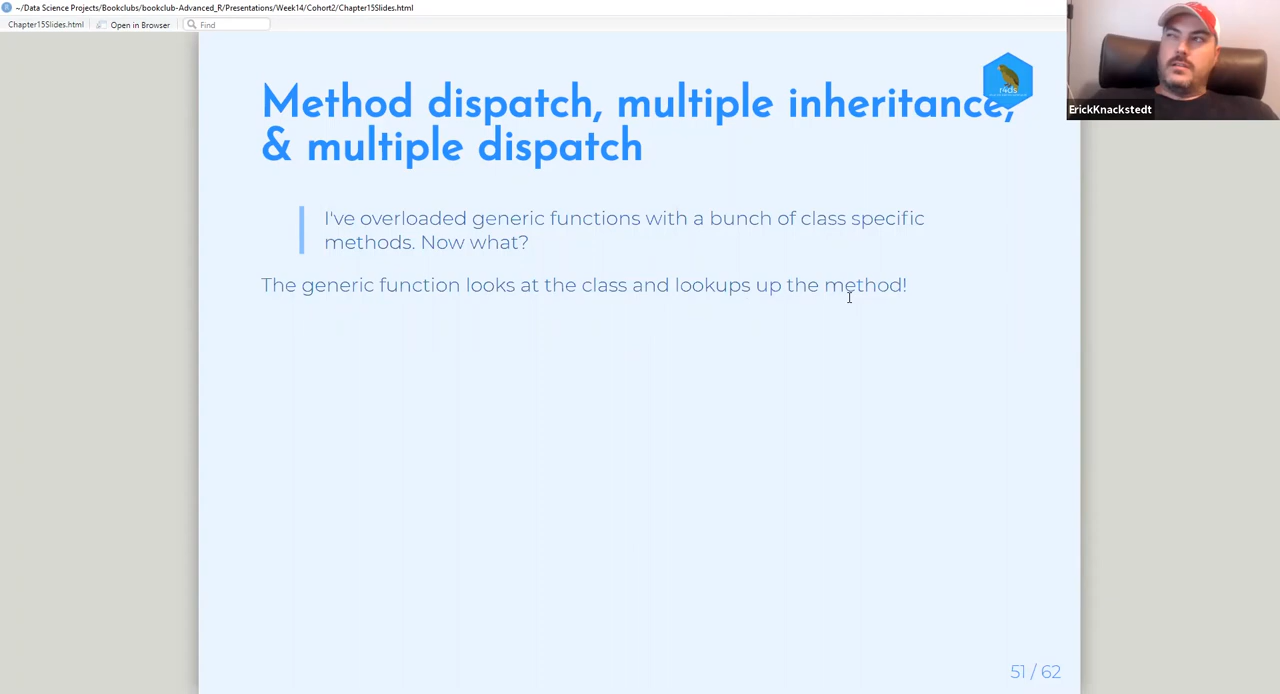 ~/Data Science Projects/Bookclubs/bookclub-Advanced_R/Presentations/Week14/Cohort2/Chapter15Slides.html
Chapter15Slides.html Open in Browser Find
Method dispatch, multiple inheritance,
& multiple dispatch
r4ds
ErickKnackstedt
I've overloaded generic functions with a bunch of class specific
methods. Now what?
The generic function looks at the class and lookups up the method!
51 / 62